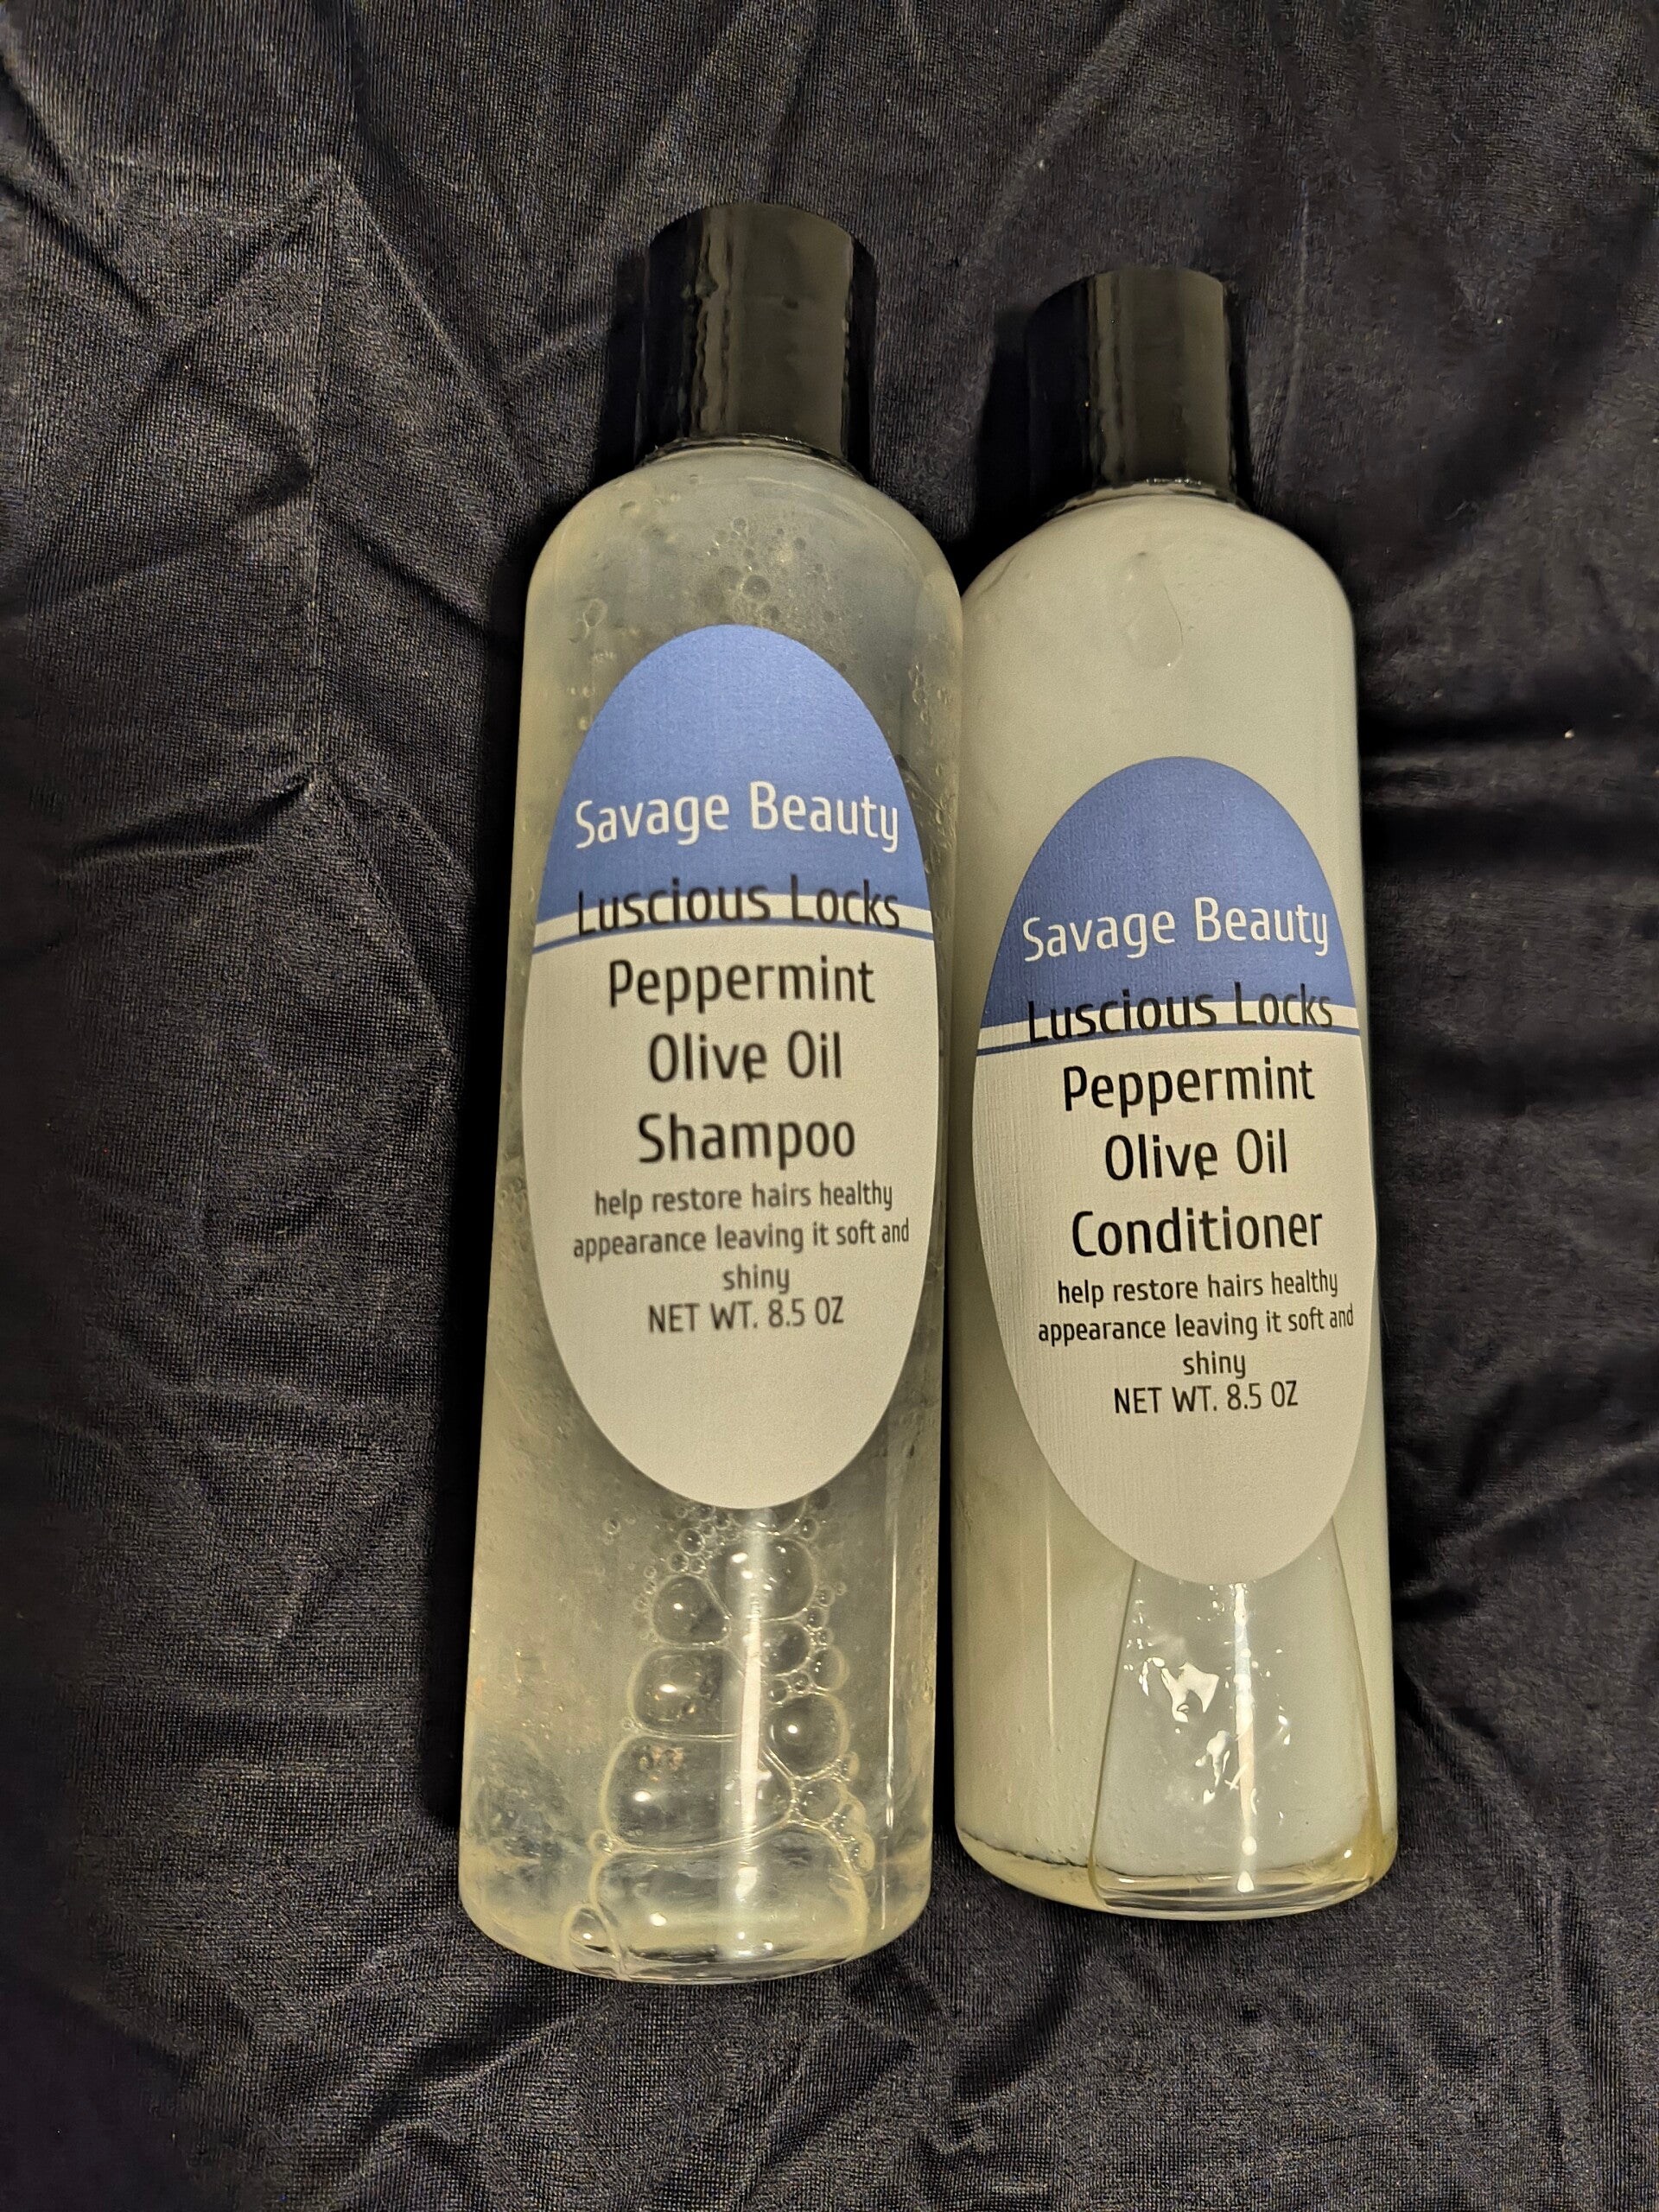 Savage Beauty
Luscious Locks
Peppermint
Olive Oil
Shampoo
help restore hairs healthy
appearance leaving it soft and
shiny
NET WT. 8.5 OZ
Savage Beauty
Luscious Locks
Peppermint
Olive Oil
Conditioner
help restore hairs healthy
appearance leaving it soft and
shiny
NET WT. 8.5 OZ